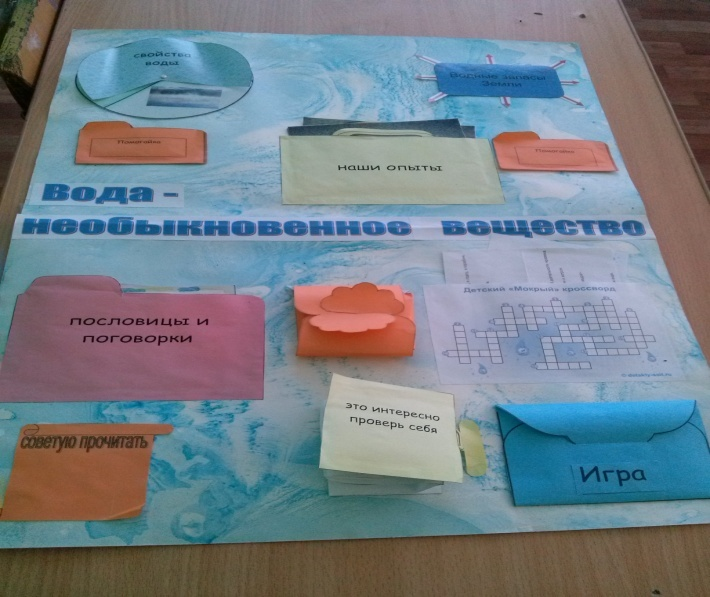 свойство
воды
Водные запасы
Земли
Памятка
наши опыты
Вода -
необыкновенное вещество
Детский «Мокрый» кроссворд
пословицы и
поговорки
это интересно
проверь себя
советую прочитать
Игра